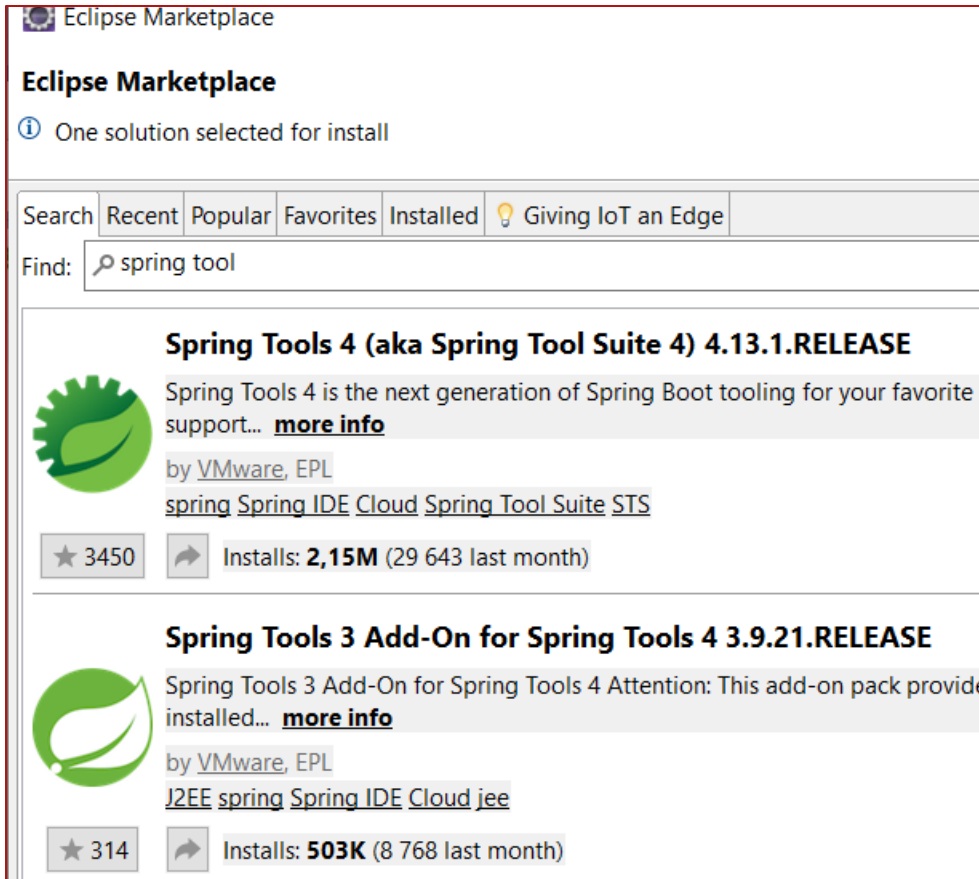 Eclipse Marketplace
Eclipse Marketplace
One solution selected for install
Search Recent Popular Favorites Installed Giving IoT an Edge
Find: spring tool
Spring Tools 4 (aka Spring Tool Suite 4) 4.13.1.RELEASE
Spring Tools 4 is the next generation of Spring Boot tooling for your favorite
support... more info
by VMware, EPL
spring Spring IDE Cloud Spring Tool Suite STS
3450 Installs: 2,15M (29 643 last month)
Spring Tools 3 Add-On for Spring Tools 4 3.9.21.RELEASE
Spring Tools 3 Add-On for Spring Tools 4 Attention: This add-on pack provide
installed... more info
by VMware, EPL
J2EE spring Spring IDE Cloud jee
314 Installs: 503K (8 768 last month)